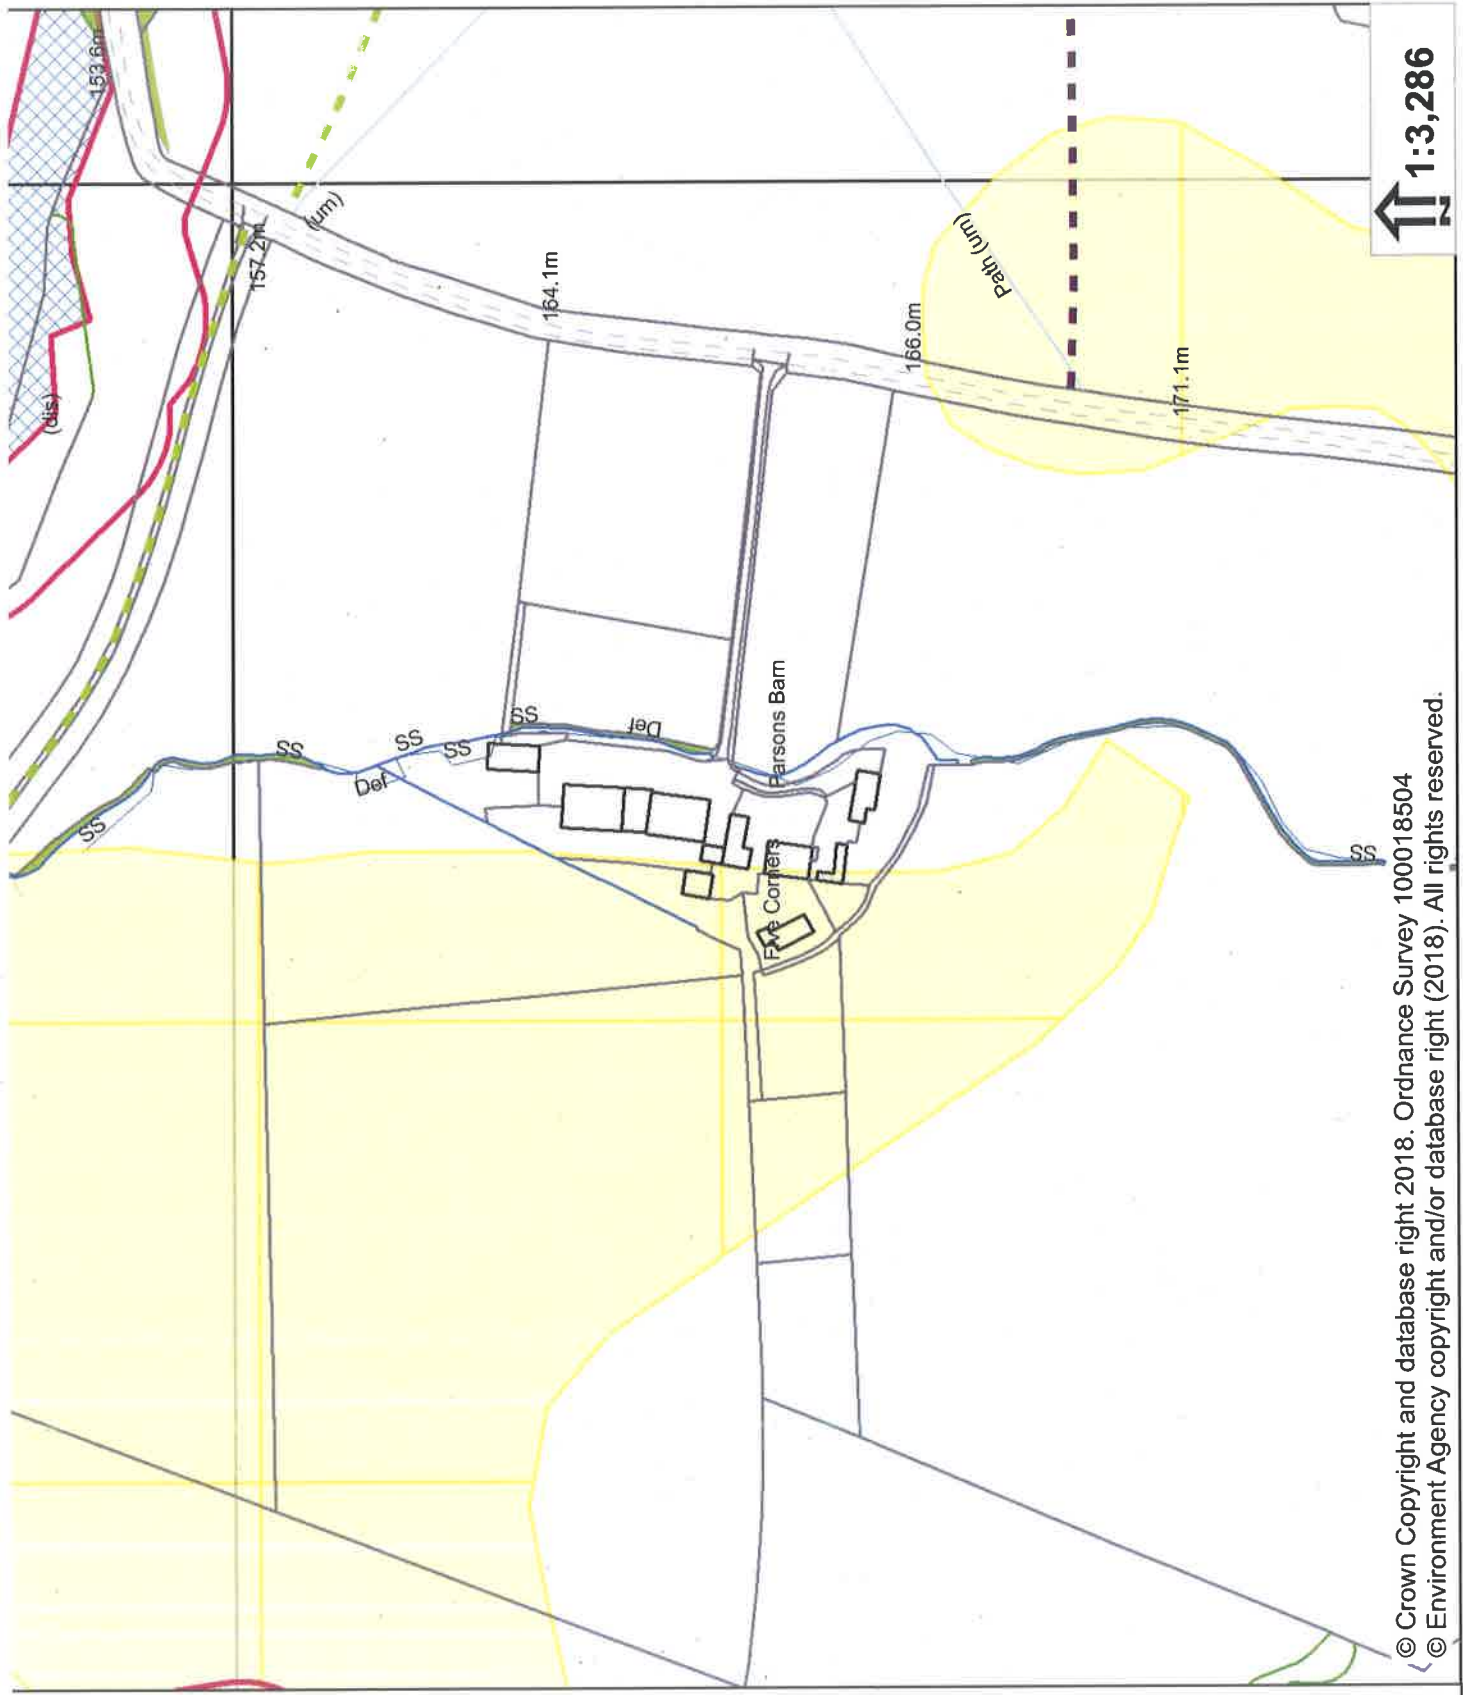 153.6m
(dis)
157.2m
(um)
164.1m
166.0m
Path (um)
171.1m
SS
SS
SS
SS
SS
Def
Def
Parsons Barn
Five Corners
SS
1:3,286
N
© Crown Copyright and database right 2018. Ordnance Survey 100018504
© Environment Agency copyright and/or database right (2018). All rights reserved.